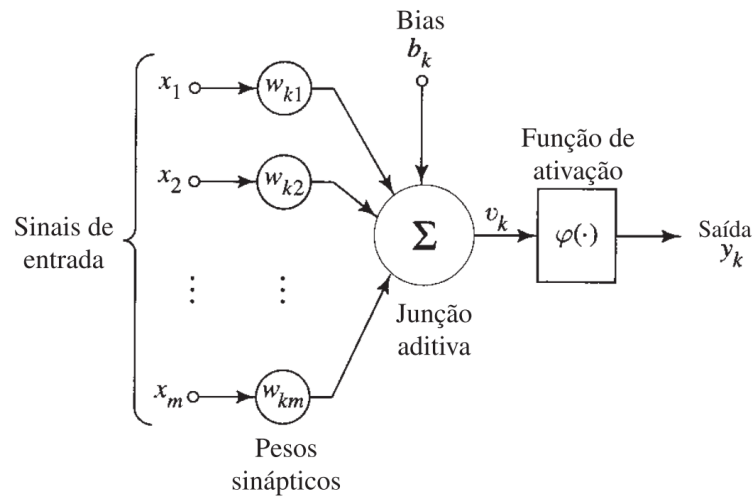 Bias
b_k
x_1
w_k1
Função de
ativação
x_2
w_k2
Sinais de
entrada
Σ
v_k
φ(·)
Saída
y_k
⋮
⋮
Junção
aditiva
x_m
w_km
Pesos
sinápticos